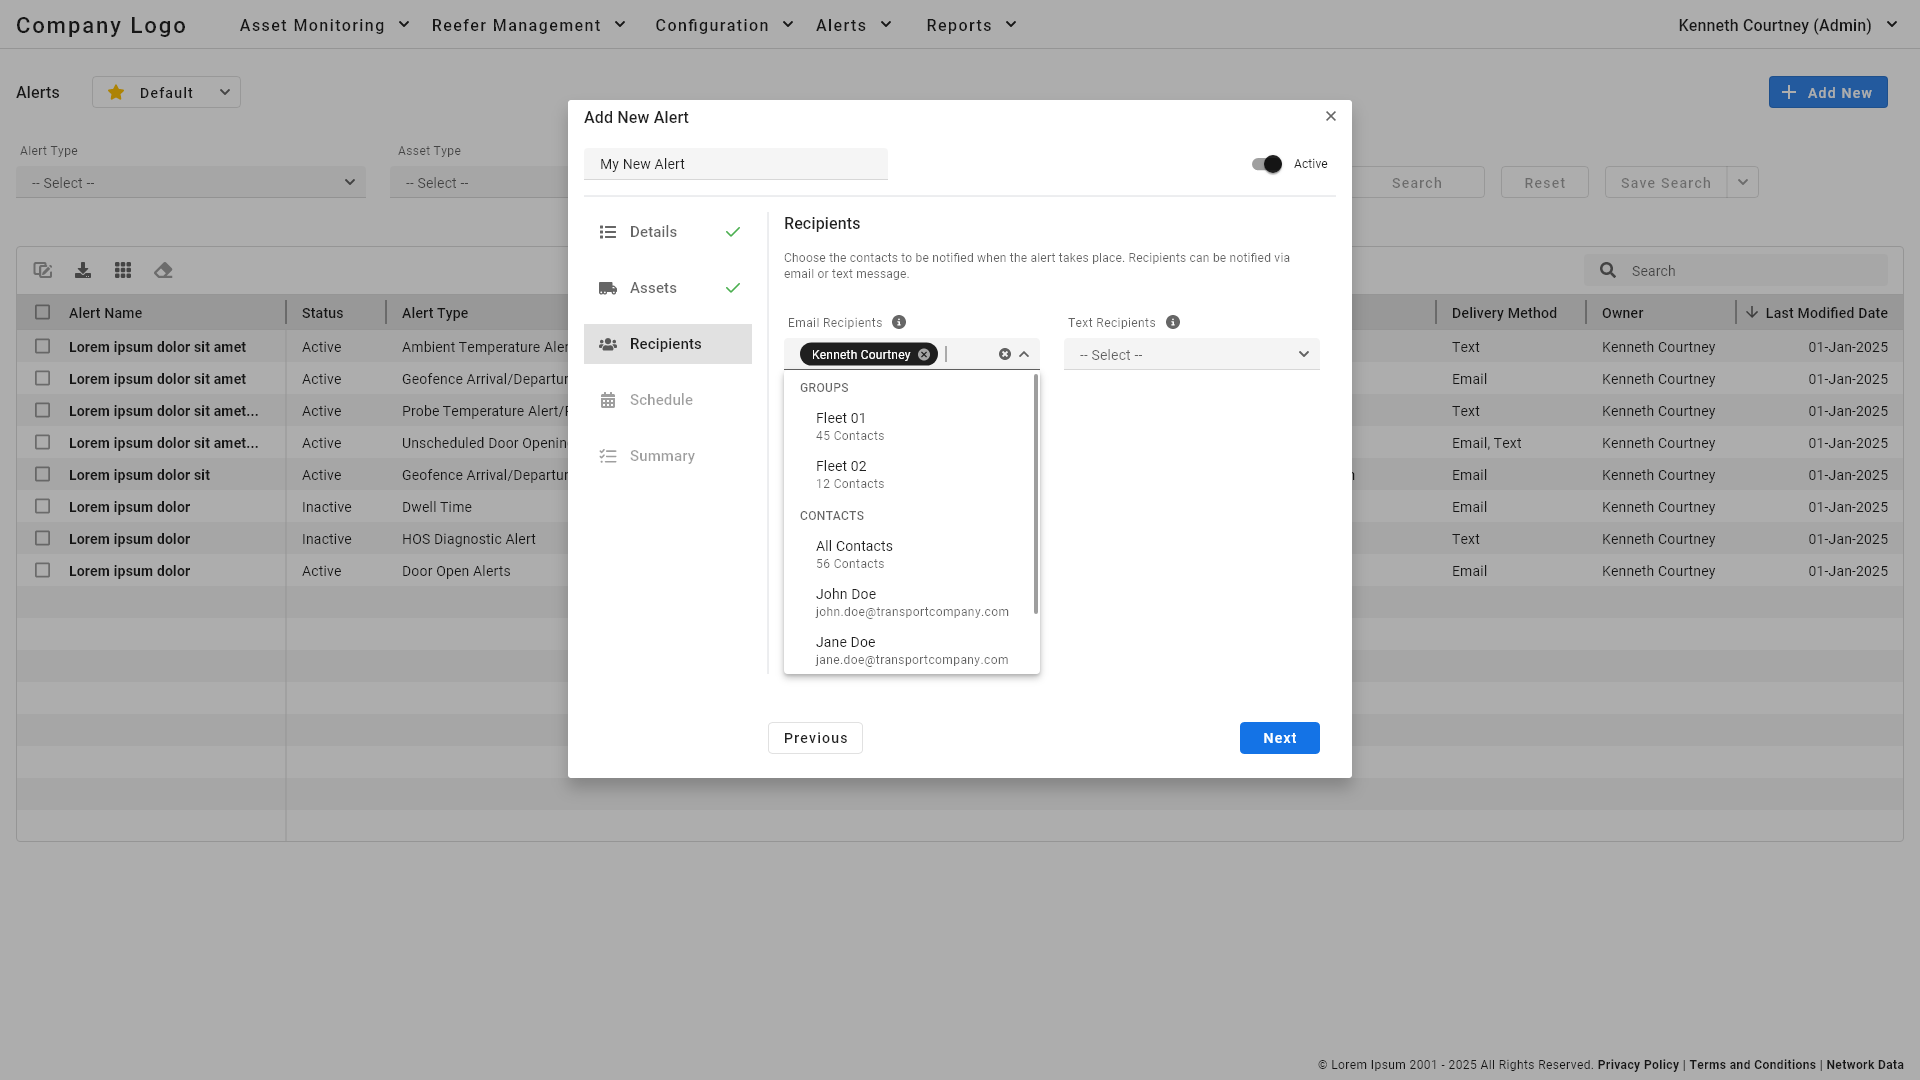 Company Logo
Asset Monitoring
Reefer Management
Configuration
Alerts
Reports
Kenneth Courtney (Admin)
Alerts
Default
Add New
Alert Type
Asset Type
-- Select --
-- Select --
Search
Reset
Save Search
Search
Alert Name
Status
Alert Type
Delivery Method
Owner
Last Modified Date
Lorem ipsum dolor sit amet
Active
Ambient Temperature Aler
Text
Kenneth Courtney
01-Jan-2025
Lorem ipsum dolor sit amet
Active
Geofence Arrival/Departur
Email
Kenneth Courtney
01-Jan-2025
Lorem ipsum dolor sit amet...
Active
Probe Temperature Alert/
Text
Kenneth Courtney
01-Jan-2025
Lorem ipsum dolor sit amet...
Active
Unscheduled Door Openin
Email, Text
Kenneth Courtney
01-Jan-2025
Lorem ipsum dolor sit
Active
Geofence Arrival/Departur
Email
Kenneth Courtney
01-Jan-2025
Lorem ipsum dolor
Inactive
Dwell Time
Email
Kenneth Courtney
01-Jan-2025
Lorem ipsum dolor
Inactive
HOS Diagnostic Alert
Text
Kenneth Courtney
01-Jan-2025
Lorem ipsum dolor
Active
Door Open Alerts
Email
Kenneth Courtney
01-Jan-2025
Add New Alert
My New Alert
Active
Details
Assets
Recipients
Schedule
Summary
Recipients
Choose the contacts to be notified when the alert takes place. Recipients can be notified via
email or text message.
Email Recipients
Text Recipients
Kenneth Courtney
-- Select --
GROUPS
Fleet 01
45 Contacts
Fleet 02
12 Contacts
CONTACTS
All Contacts
56 Contacts
John Doe
john.doe@transportcompany.com
Jane Doe
jane.doe@transportcompany.com
Previous
Next
© Lorem Ipsum 2001 - 2025 All Rights Reserved. Privacy Policy | Terms and Conditions | Network Data